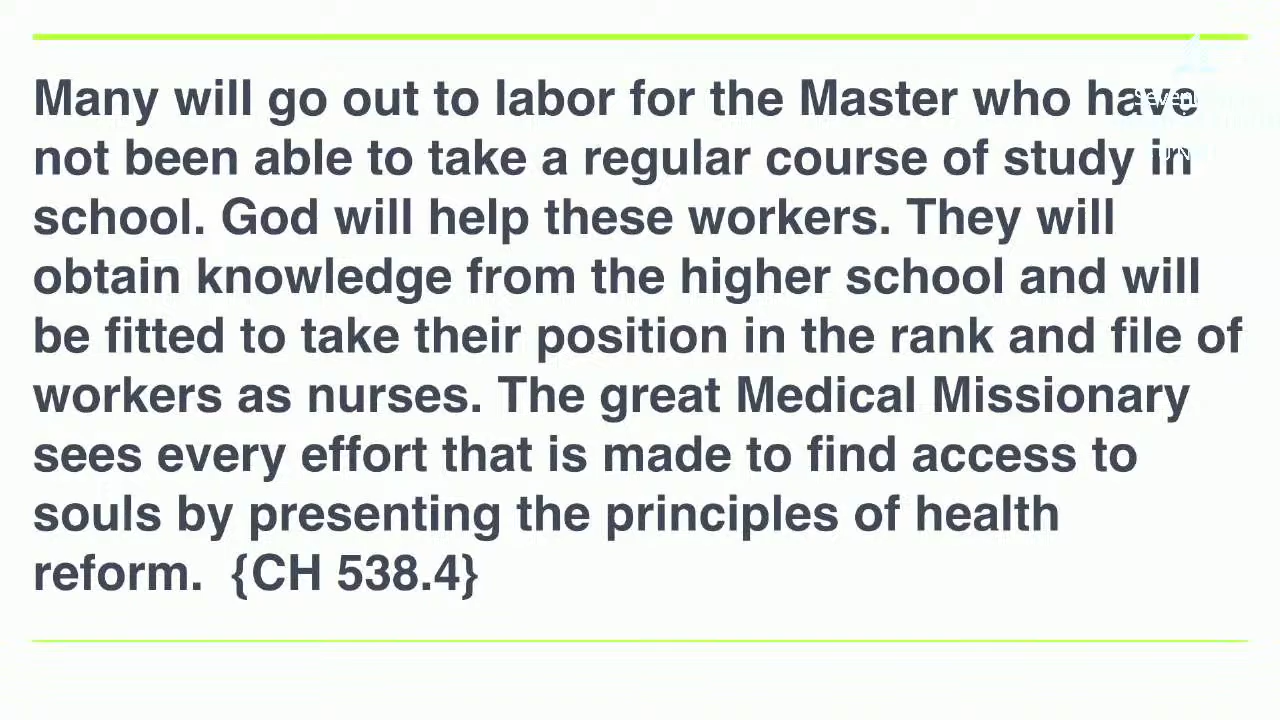 Many will go out to labor for the Master who have
not been able to take a regular course of study in
school. God will help these workers. They will
obtain knowledge from the higher school and will
be fitted to take their position in the rank and file of
workers as nurses. The great Medical Missionary
sees every effort that is made to find access to
souls by presenting the principles of health
reform.  {CH 538.4}